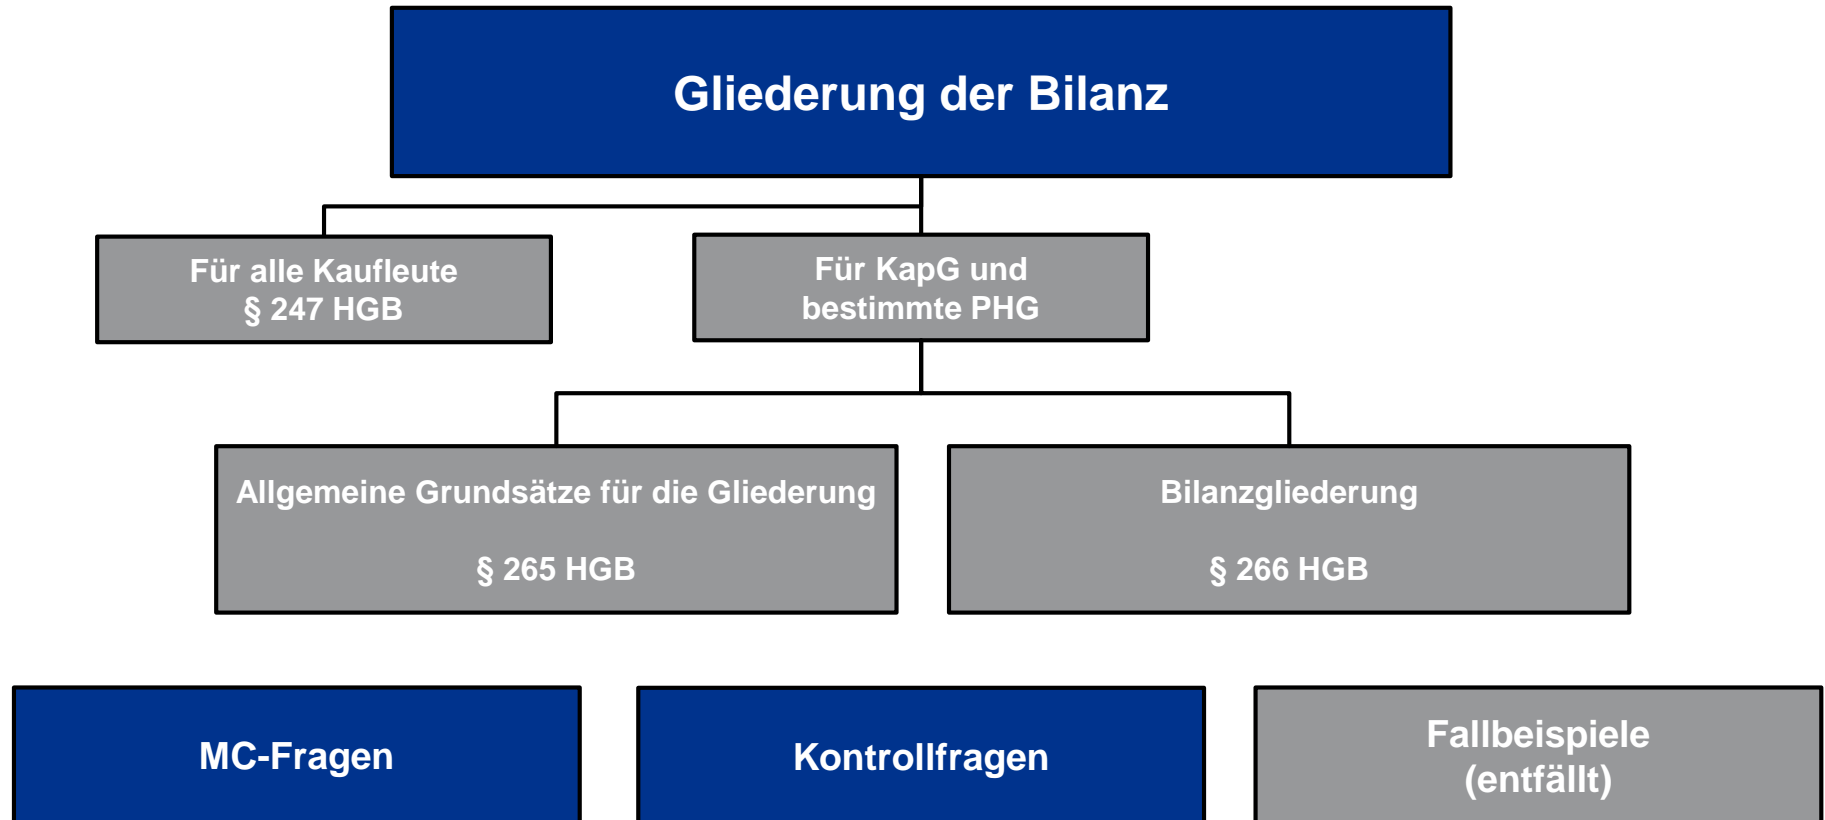 Gliederung der Bilanz
Für alle Kaufleute
§ 247 HGB
Für KapG und
bestimmte PHG
Allgemeine Grundsätze für die Gliederung
§ 265 HGB
Bilanzgliederung
§ 266 HGB
MC-Fragen
Kontrollfragen
Fallbeispiele
(entfällt)